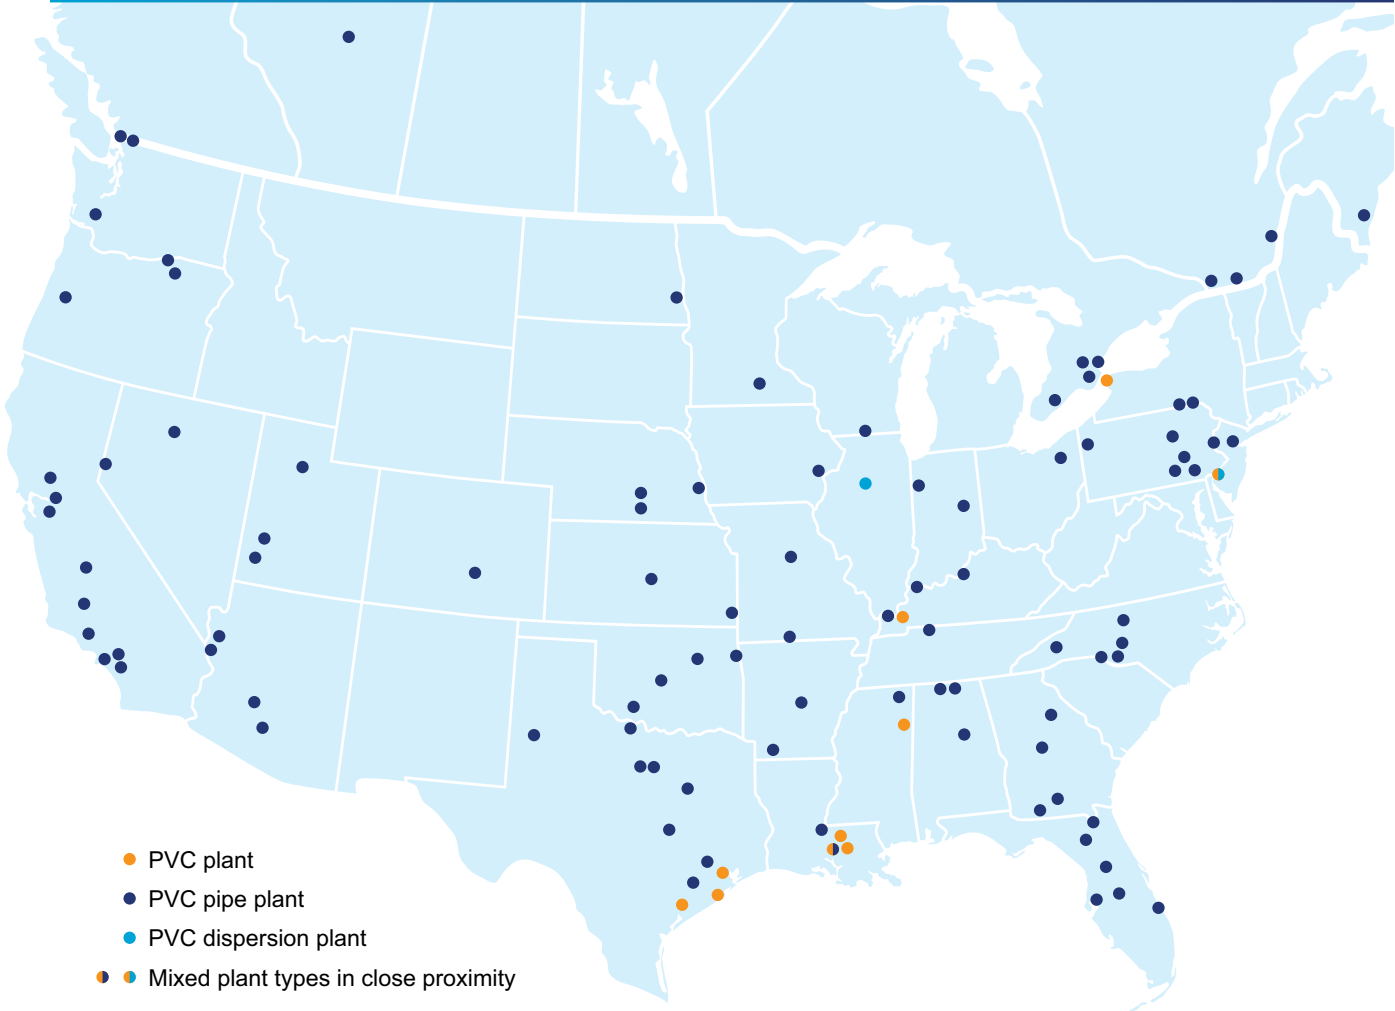 PVC plant
PVC pipe plant
PVC dispersion plant
Mixed plant types in close proximity